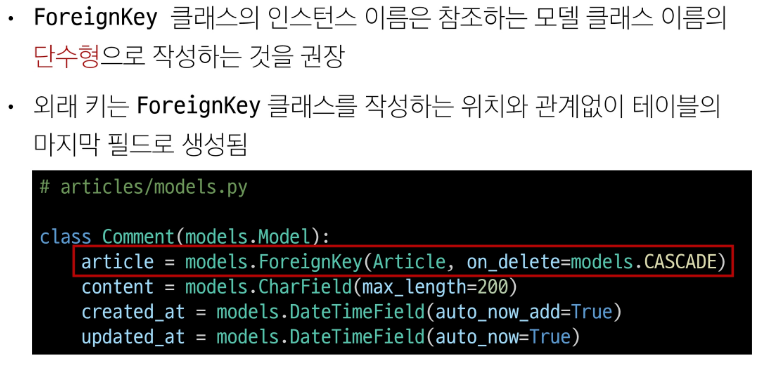 • ForeignKey 클래스의 인스턴스 이름은 참조하는 모델 클래스 이름의
단수형으로 작성하는 것을 권장
• 외래 키는 ForeignKey 클래스를 작성하는 위치와 관계없이 테이블의
마지막 필드로 생성됨
# articles/models.py
class Comment(models.Model):
    article = models.ForeignKey(Article, on_delete=models.CASCADE)
    content = models.CharField(max_length=200)
    created_at = models.DateTimeField(auto_now_add=True)
    updated_at = models.DateTimeField(auto_now=True)